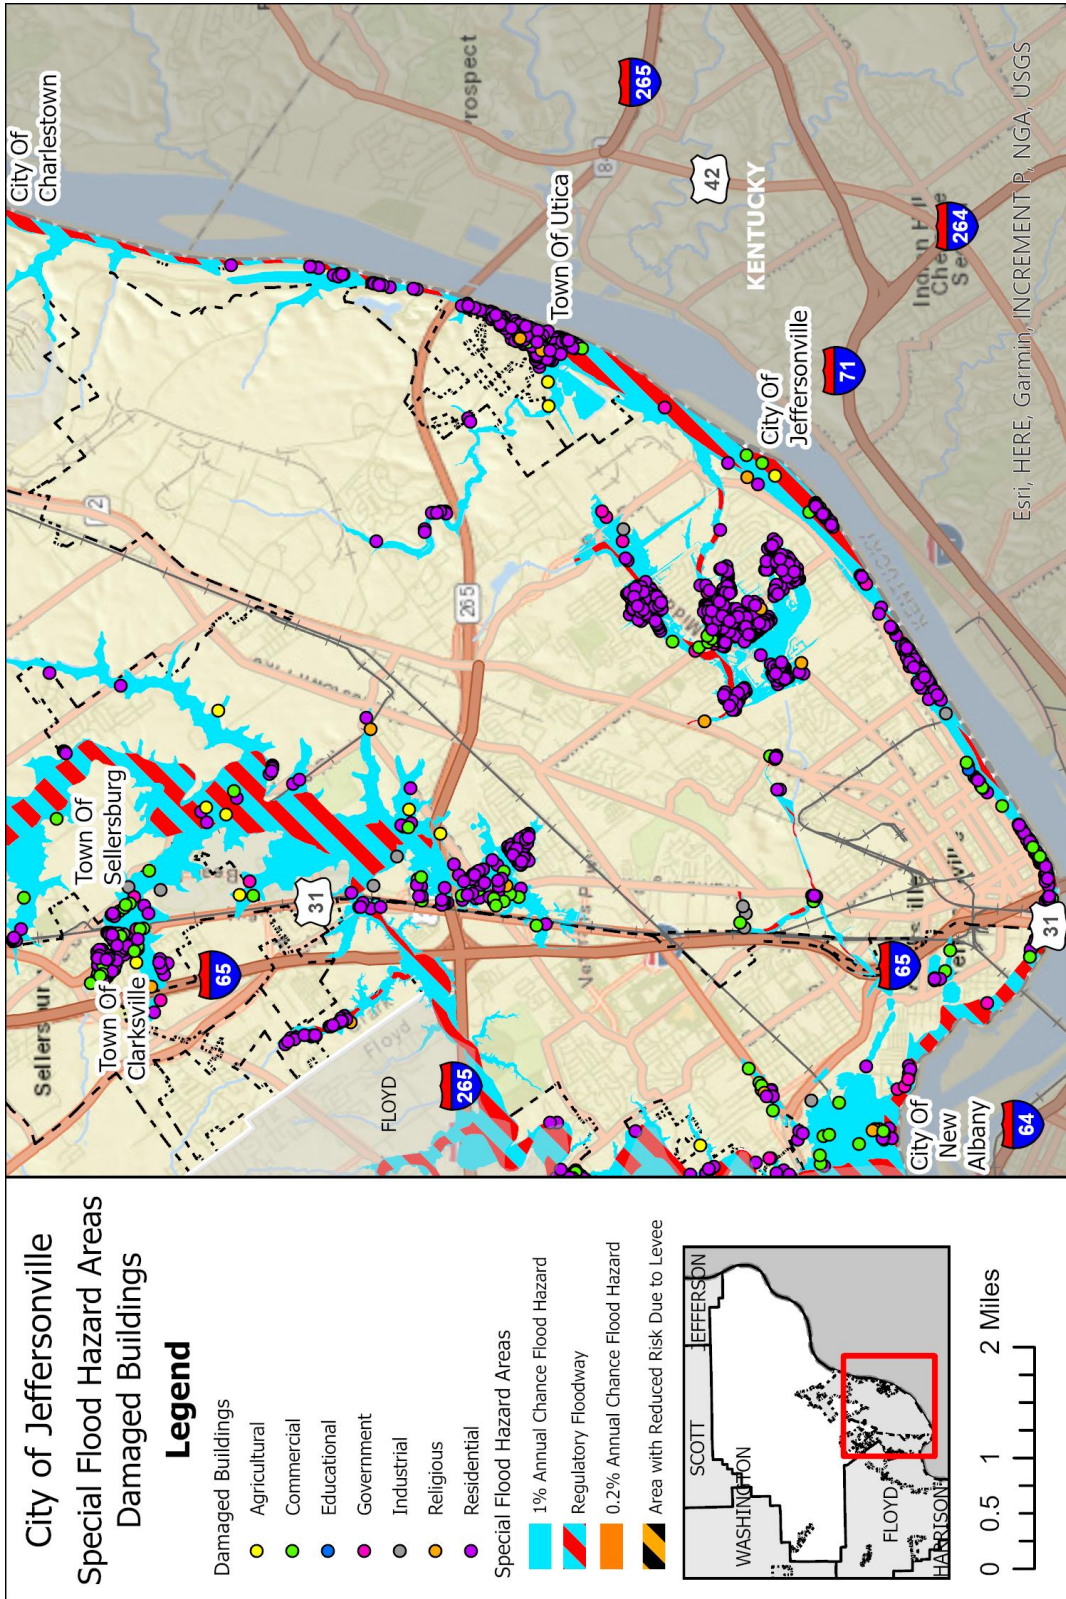 City of Jeffersonville
Special Flood Hazard Areas
Damaged Buildings
Legend
Damaged Buildings
Agricultural
Commercial
Educational
Government
Industrial
Religious
Residential
Special Flood Hazard Areas
1% Annual Chance Flood Hazard
Regulatory Floodway
0.2% Annual Chance Flood Hazard
Area with Reduced Risk Due to Levee
SCOTT
JEFFERSON
WASHINGTON
FLOYD
HARRISON
0 0.5 1 2 Miles
City Of
Charlestown
Town Of
Sellersburg
Town Of
Clarksville
Town Of Utica
City Of
Jeffersonville
City Of
New
Albany
FLOYD
KENTUCKY
265
42
264
71
265
31
65
265
65
31
64
Esri, HERE, Garmin, INCREMENT P, NGA, USGS